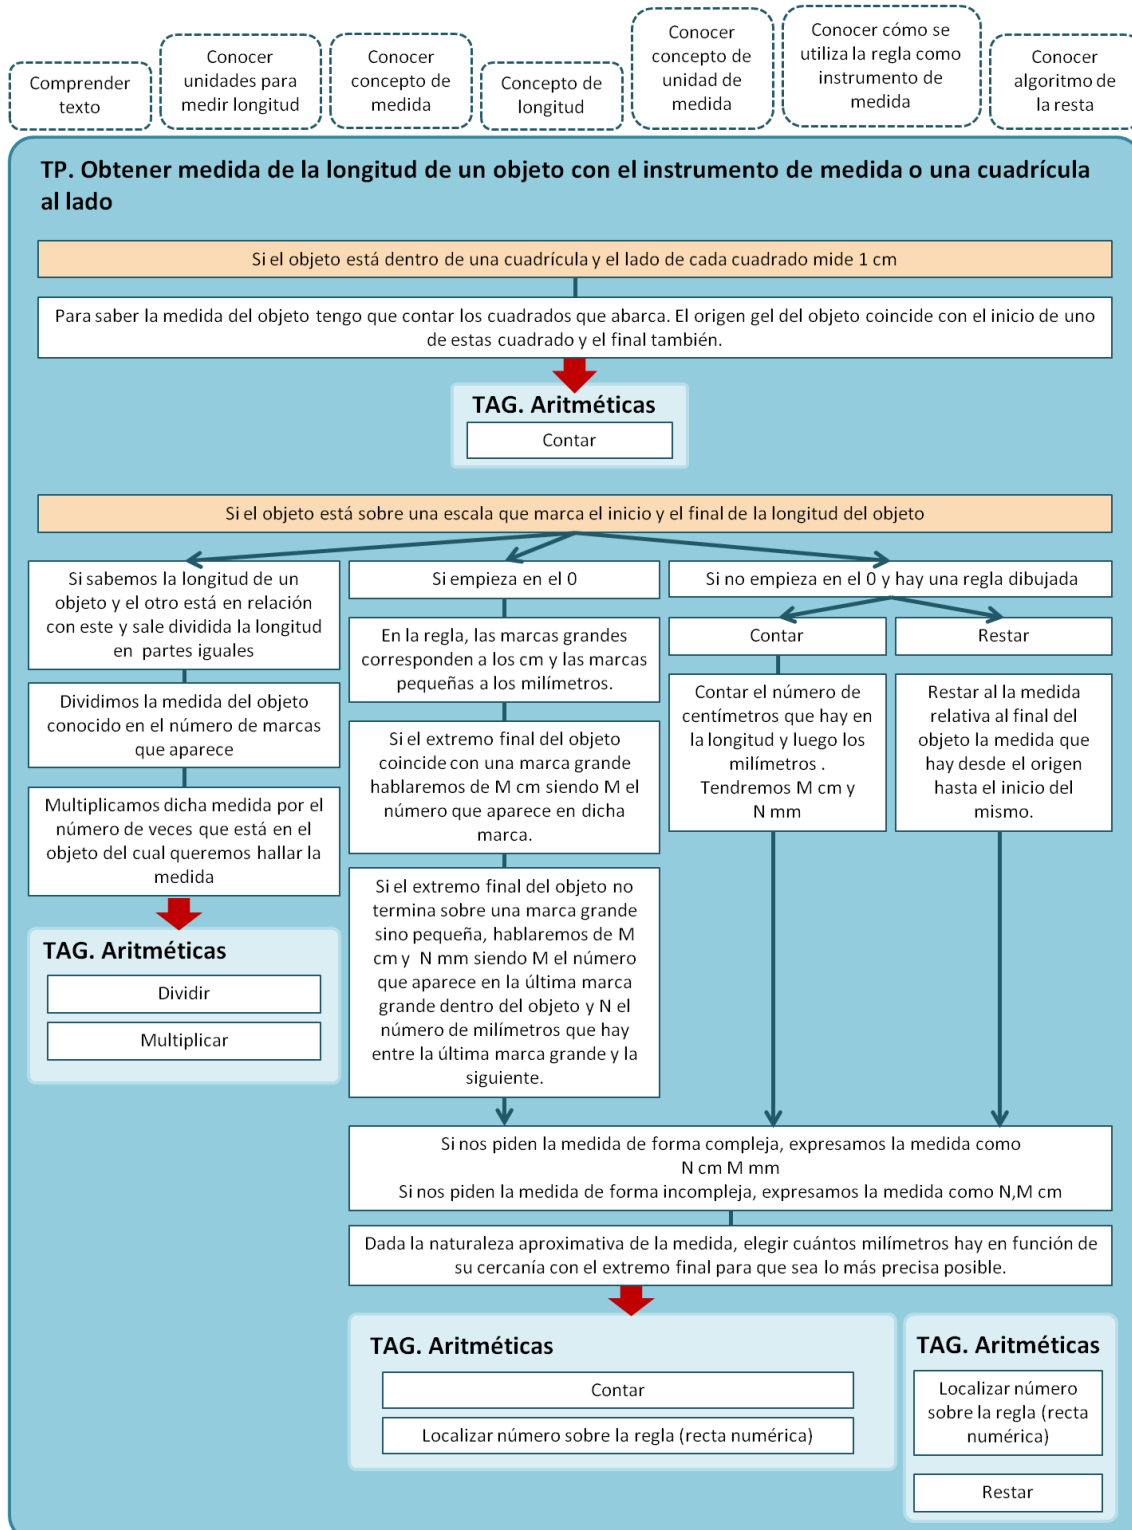 Comprender
texto
Conocer
unidades para
medir longitud
Conocer
concepto de
medida
Concepto de
longitud
Conocer
concepto de
unidad de
medida
Conocer cómo se
utiliza la regla como
instrumento de
medida
Conocer
algoritmo de
la resta
TP. Obtener medida de la longitud de un objeto con el instrumento de medida o una cuadrícula
al lado
Si el objeto está dentro de una cuadrícula y el lado de cada cuadrado mide 1 cm
Para saber la medida del objeto tengo que contar los cuadrados que abarca. El origen gel del objeto coincide con el inicio de uno
de estas cuadrado y el final también.
TAG. Aritméticas
Contar
Si el objeto está sobre una escala que marca el inicio y el final de la longitud del objeto
Si sabemos la longitud de un
objeto y el otro está en relación
con este y sale dividida la longitud
en partes iguales
Dividimos la medida del objeto
conocido en el número de marcas
que aparece
Multiplicamos dicha medida por el
número de veces que está en el
objeto del cual queremos hallar la
medida
TAG. Aritméticas
Dividir
Multiplicar
Si empieza en el 0
En la regla, las marcas grandes
corresponden a los cm y las marcas
pequeñas a los milímetros.
Si el extremo final del objeto
coincide con una marca grande
hablaremos de M cm siendo M el
número que aparece en dicha
marca.
Si el extremo final del objeto no
termina sobre una marca grande
sino pequeña, hablaremos de M
cm y N mm siendo M el número
que aparece en la última marca
grande dentro del objeto y N el
número de milímetros que hay
entre la última marca grande y la
siguiente.
Si no empieza en el 0 y hay una regla dibujada
Contar
Contar el número de
centímetros que hay en
la longitud y luego los
milímetros .
Tendremos M cm y
N mm
Restar
Restar al la medida
relativa al final del
objeto la medida que
hay desde el origen
hasta el inicio del
mismo.
Si nos piden la medida de forma compleja, expresamos la medida como
N cm M mm
Si nos piden la medida de forma incompleja, expresamos la medida como N,M cm
Dada la naturaleza aproximativa de la medida, elegir cuántos milímetros hay en función de
su cercanía con el extremo final para que sea lo más precisa posible.
TAG. Aritméticas
Contar
Localizar número sobre la regla (recta numérica)
TAG. Aritméticas
Localizar número
sobre la regla (recta
numérica)
Restar